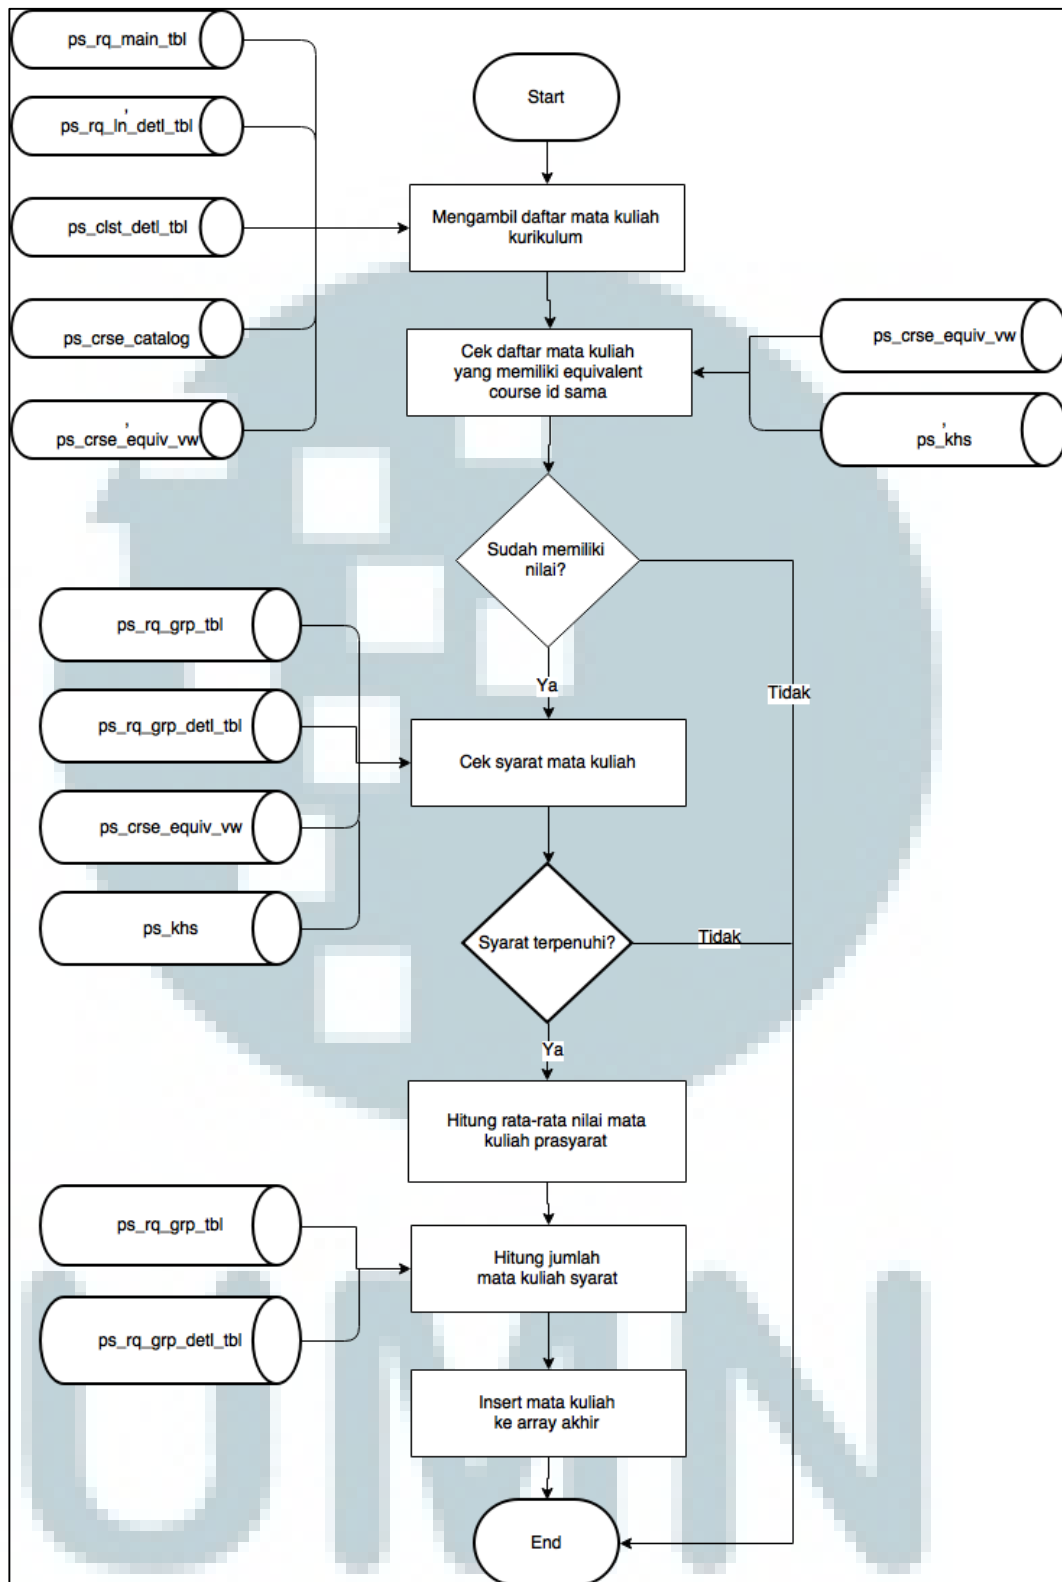 ps_rq_main_tbl
Start
,
ps_rq_ln_detl_tbl
ps_clst_detl_tbl
Mengambil daftar mata kuliah
kurikulum
ps_crse_catalog
Cek daftar mata kuliah
yang memiliki equivalent
course id sama
ps_crse_equiv_vw
,
ps_crse_equiv_vw
,
ps_khs
Sudah memiliki
nilai?
Ya
Tidak
ps_rq_grp_tbl
ps_rq_grp_detl_tbl
Cek syarat mata kuliah
ps_crse_equiv_vw
ps_khs
Syarat terpenuhi?
Tidak
Ya
Hitung rata-rata nilai mata
kuliah prasyarat
ps_rq_grp_tbl
Hitung jumlah
mata kuliah syarat
ps_rq_grp_detl_tbl
Insert mata kuliah
ke array akhir
End
UMN